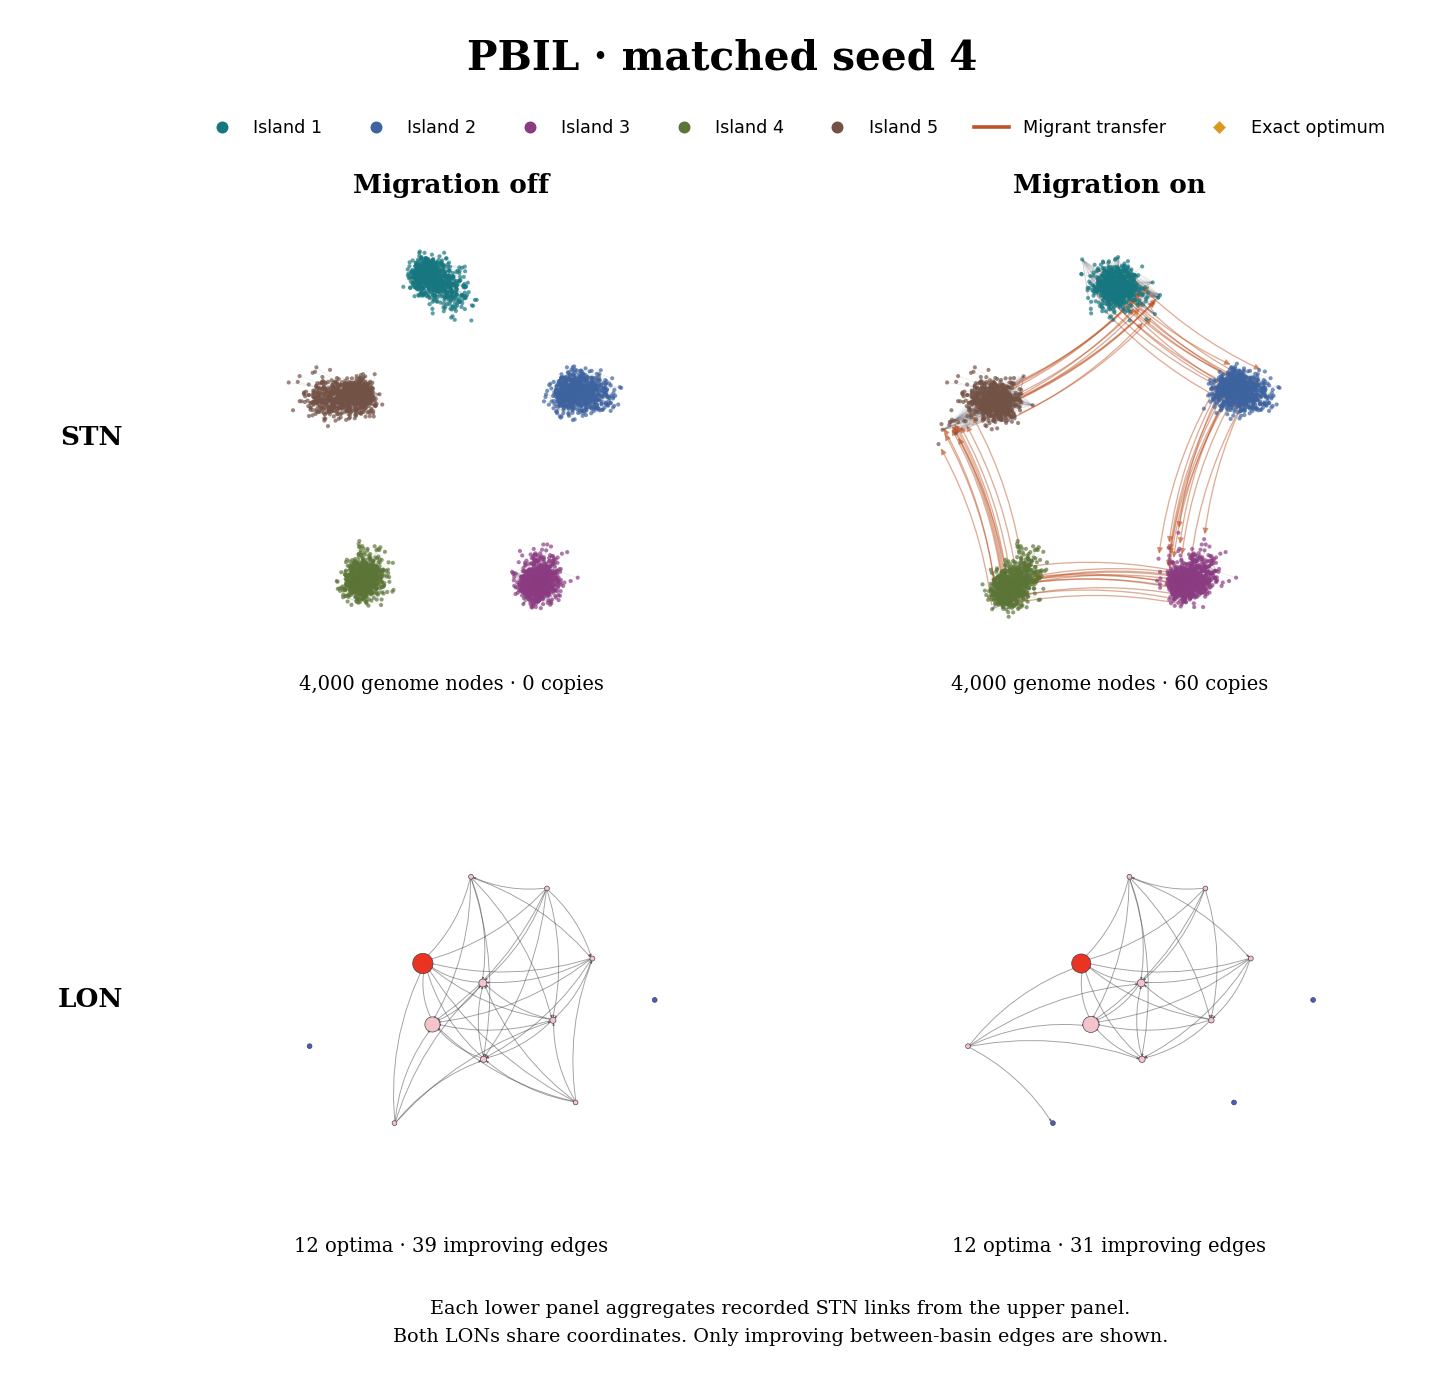 PBIL · matched seed 4
Island 1 Island 2 Island 3 Island 4 Island 5 Migrant transfer Exact optimum
Migration off Migration on
STN
4,000 genome nodes · 0 copies 4,000 genome nodes · 60 copies
LON
12 optima · 39 improving edges 12 optima · 31 improving edges
Each lower panel aggregates recorded STN links from the upper panel.
Both LONs share coordinates. Only improving between-basin edges are shown.